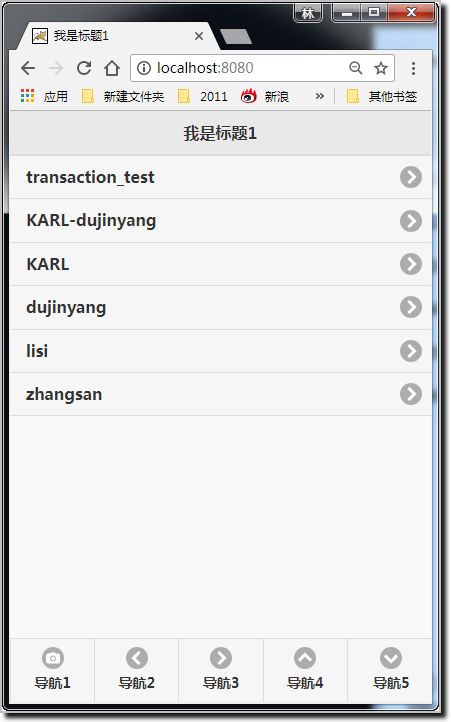 林
我是标题1
localhost:8080
应用 新建文件夹 2011 新浪 » 其他书签
我是标题1
transaction_test
KARL-dujinyang
KARL
dujinyang
lisi
zhangsan
导航1 导航2 导航3 导航4 导航5